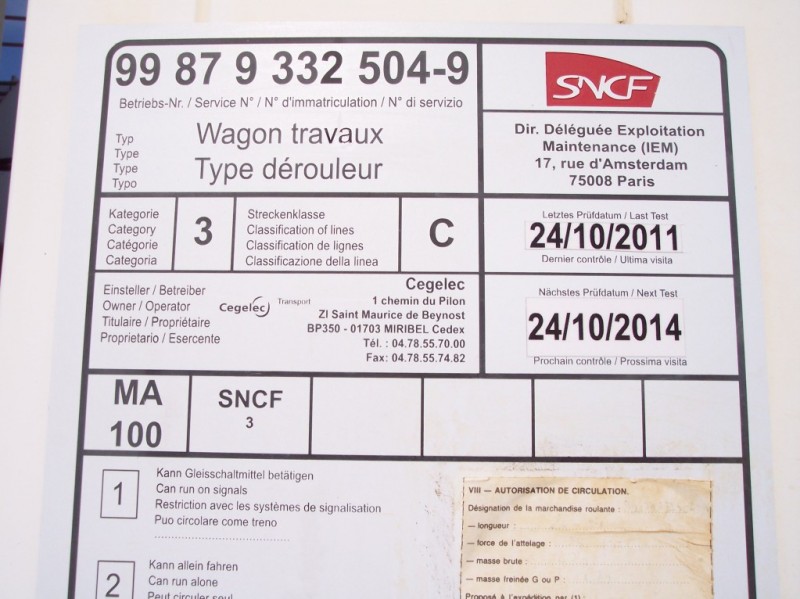 99 87 9 332 504-9
Betriebs-Nr. / Service N° / N° d'immatriculation / N° di servizio
Typ
Type
Type
Typo
Wagon travaux
Type dérouleur
SNCF
Dir. Déléguée Exploitation
Maintenance (IEM)
17, rue d'Amsterdam
75008 Paris
Kategorie
Category
Catégorie
Categoria
3
Streckenklasse
Classification of lines
Classification de lignes
Classificazione della linea
C
Letztes Prüfdatum / Last Test
24/10/2011
Dernier contrôle / Ultima visita
Einsteller / Betreiber
Owner / Operator
Titulaire / Propriétaire
Proprietario / Esercente
Cegelec Transport
Cegelec
1 chemin du Pilon
ZI Saint Maurice de Beynost
BP350 - 01703 MIRIBEL Cedex
Tél. : 04.78.55.70.00
Fax: 04.78.55.74.82
Nächstes Prüfdatum / Next Test
24/10/2014
Prochain contrôle / Prossima visita
MA
100
SNCF
3
1
Kann Gleisschaltmittel betätigen
Can run on signals
Restriction avec les systèmes de signalisation
Puo circolare come treno
2
Kann allein fahren
Can run alone
Peut circuler seul
VIII — AUTORISATION DE CIRCULATION.
Désignation de la marchandise roulante :
— longueur :
— force de l'attelage :
— masse brute :
— masse freinée G ou P :
Proposé à l'expédition par (1) :